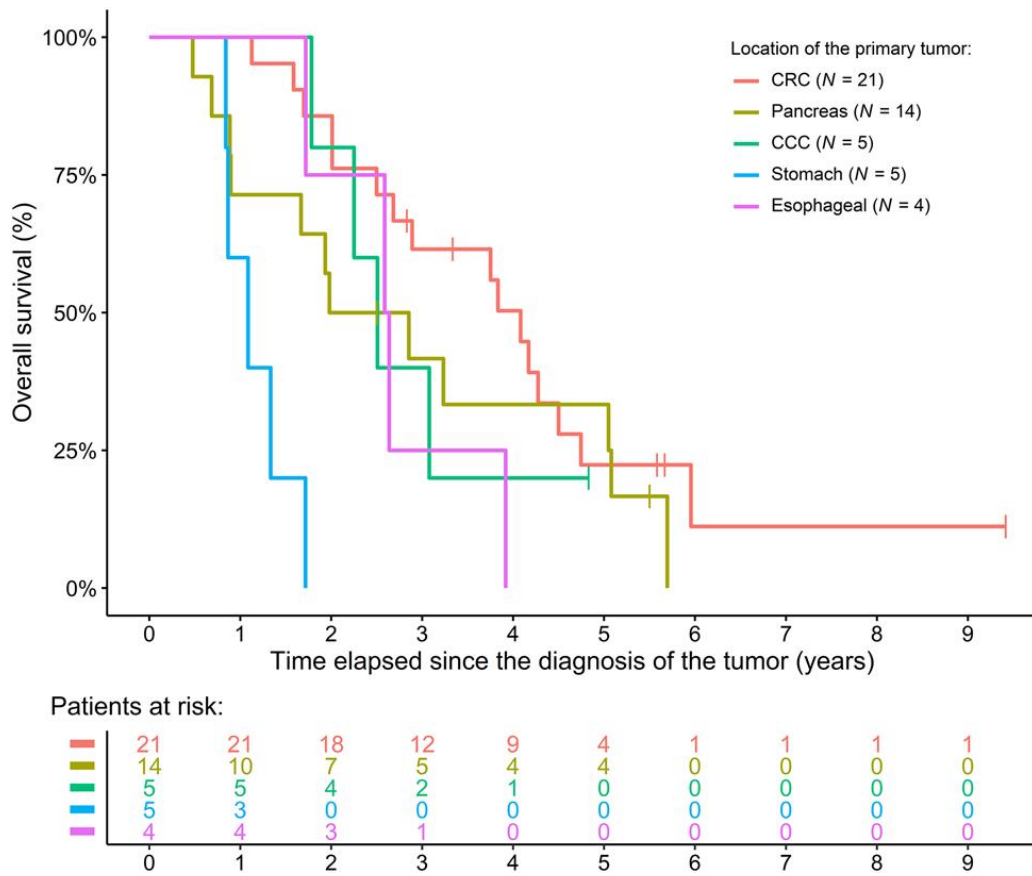 100%
75%
50%
25%
0%
Overall survival (%)
Location of the primary tumor:
CRC (N = 21)
Pancreas (N = 14)
CCC (N = 5)
Stomach (N = 5)
Esophageal (N = 4)
0 1 2 3 4 5 6 7 8 9
Time elapsed since the diagnosis of the tumor (years)
Patients at risk:
21 21 18 12 9 4 1 1 1 1
14 10 7 5 4 4 0 0 0 0
5 5 4 2 1 0 0 0 0 0
5 3 0 0 0 0 0 0 0 0
4 4 3 1 0 0 0 0 0 0
0 1 2 3 4 5 6 7 8 9